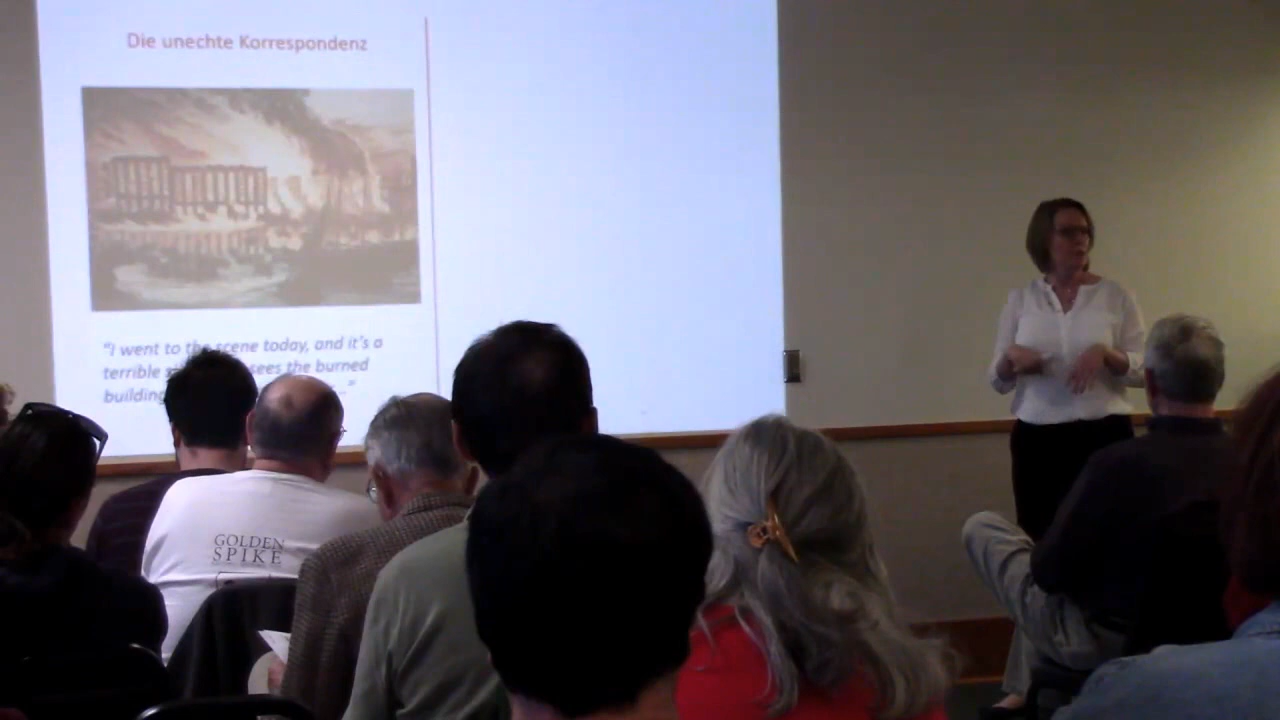 Die unechte Korrespondenz
"I went to the scene today, and it's a
terrible sees the burned
building ..."
GOLDEN
SPIKE